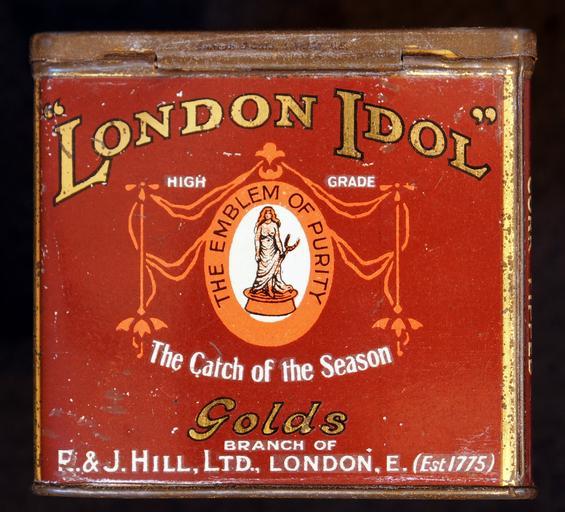 "LONDON IDOL"
HIGH GRADE
THE EMBLEM OF PURITY
The Catch of the Season
Golds
BRANCH OF
R. & J. HILL, LTD., LONDON, E. (Est 1775)